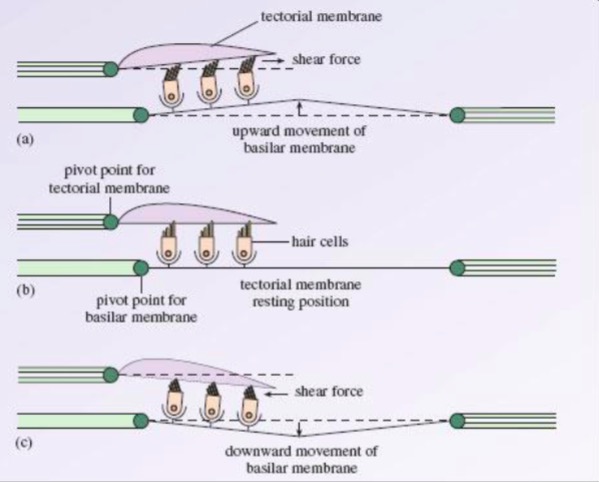 tectorial membrane
shear force
upward movement of
basilar membrane
(a)
pivot point for
tectorial membrane
hair cells
tectorial membrane
resting position
(b)
pivot point for
basilar membrane
shear force
(c)
downward movement of
basilar membrane